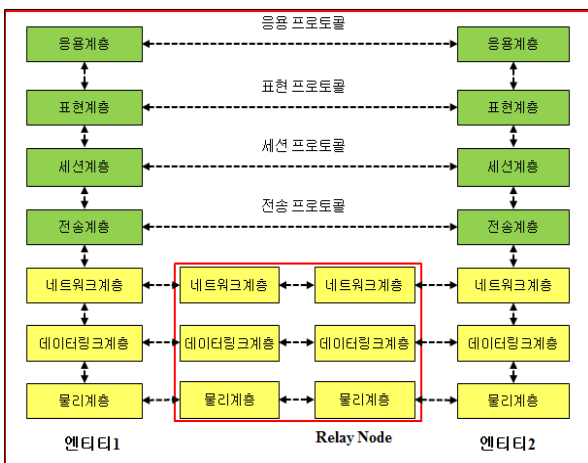 응용 프로토콜
응용계층 응용계층
표현 프로토콜
표현계층 표현계층
세션 프로토콜
세션계층 세션계층
전송 프로토콜
전송계층 전송계층
네트워크계층 네트워크계층 네트워크계층 네트워크계층
데이터링크계층 데이터링크계층 데이터링크계층 데이터링크계층
물리계층 물리계층 물리계층 물리계층
엔티티1 Relay Node 엔티티2